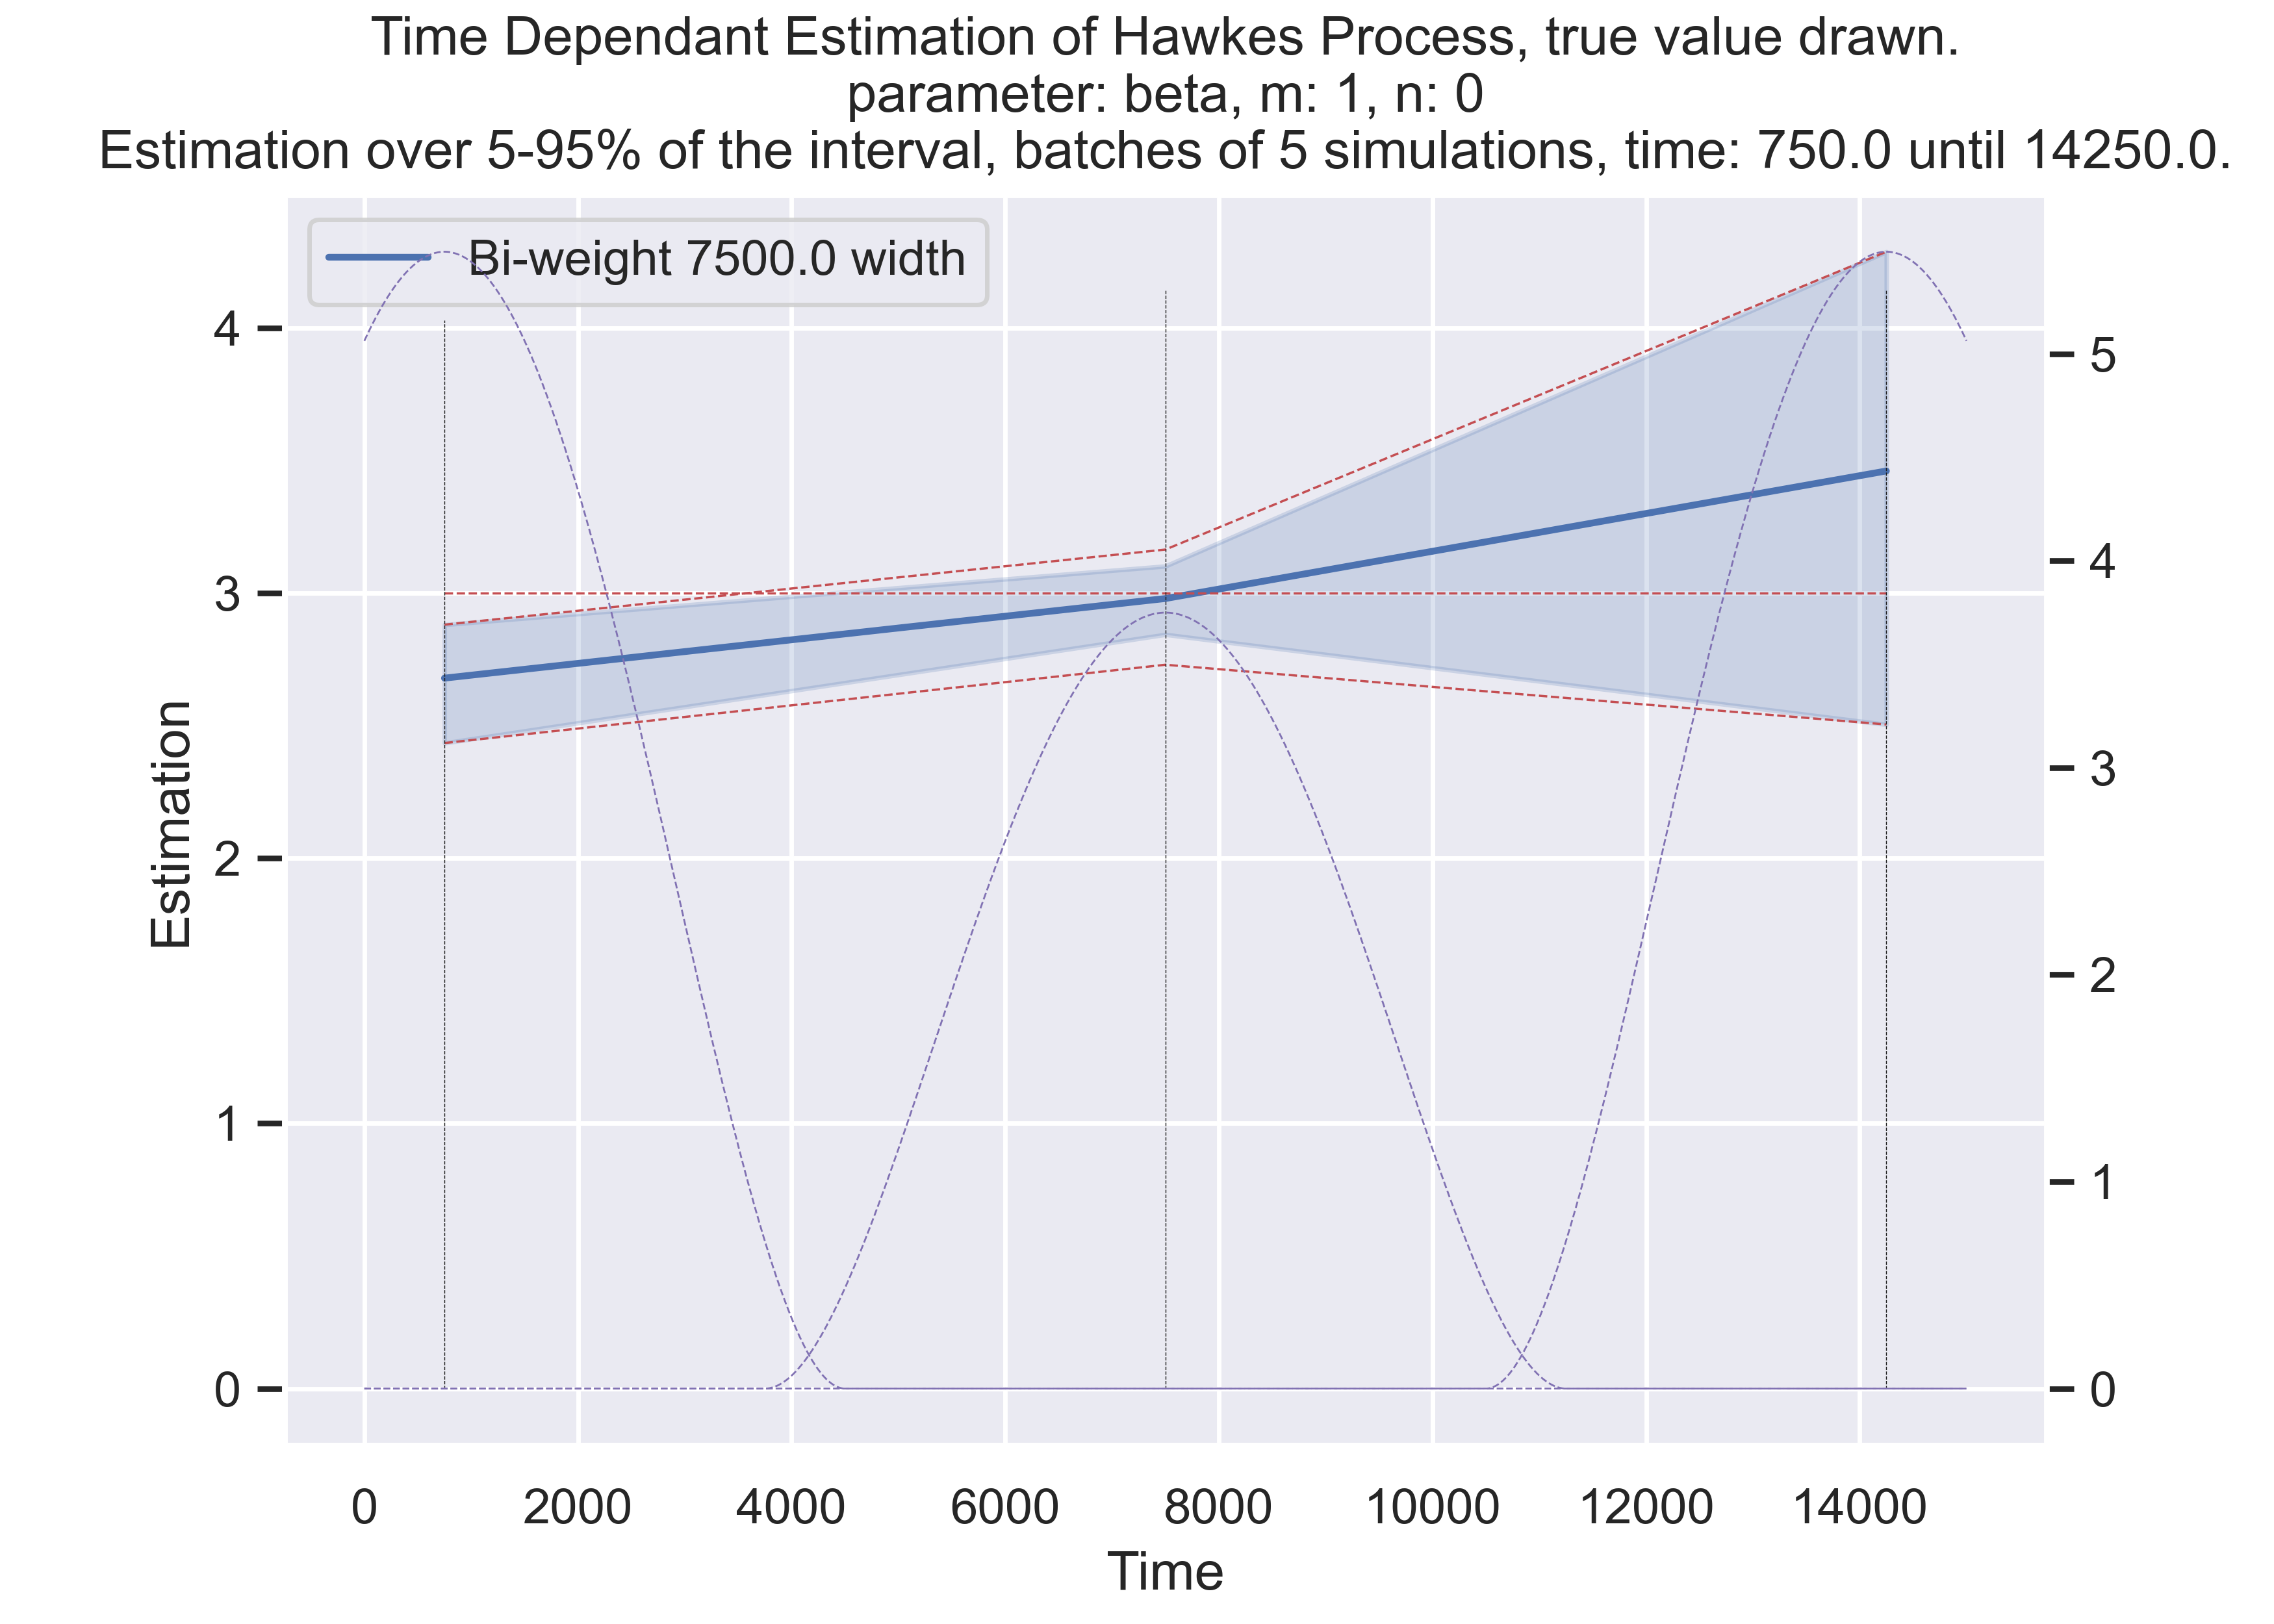 Time Dependant Estimation of Hawkes Process, true value drawn.
parameter: beta, m: 1, n: 0
Estimation over 5-95% of the interval, batches of 5 simulations, time: 750.0 until 14250.0.
Bi-weight 7500.0 width
4
3
2
1
0
Estimation
5
4
3
2
1
0
0 2000 4000 6000 8000 10000 12000 14000
Time